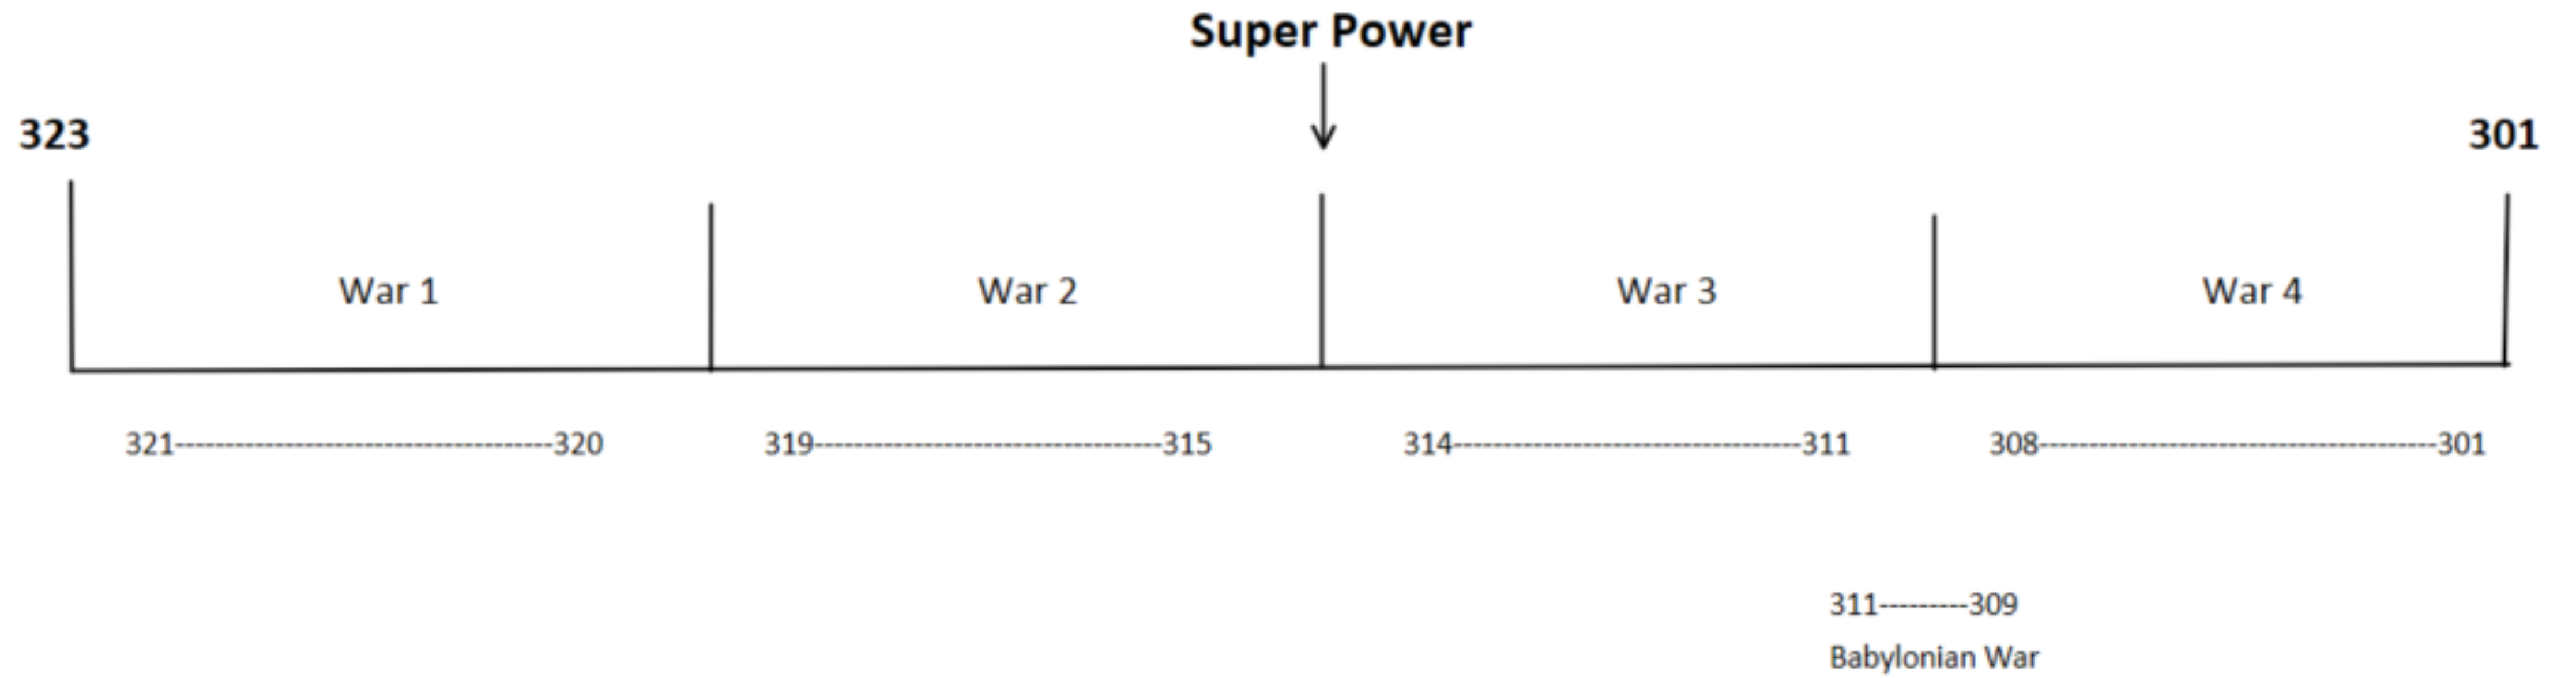 Super Power
323
301
War 1
War 2
War 3
War 4
321--------------------------------------320
319-----------------------------------315
314-----------------------------------311
308----------------------------------------301
311---------309
Babylonian War